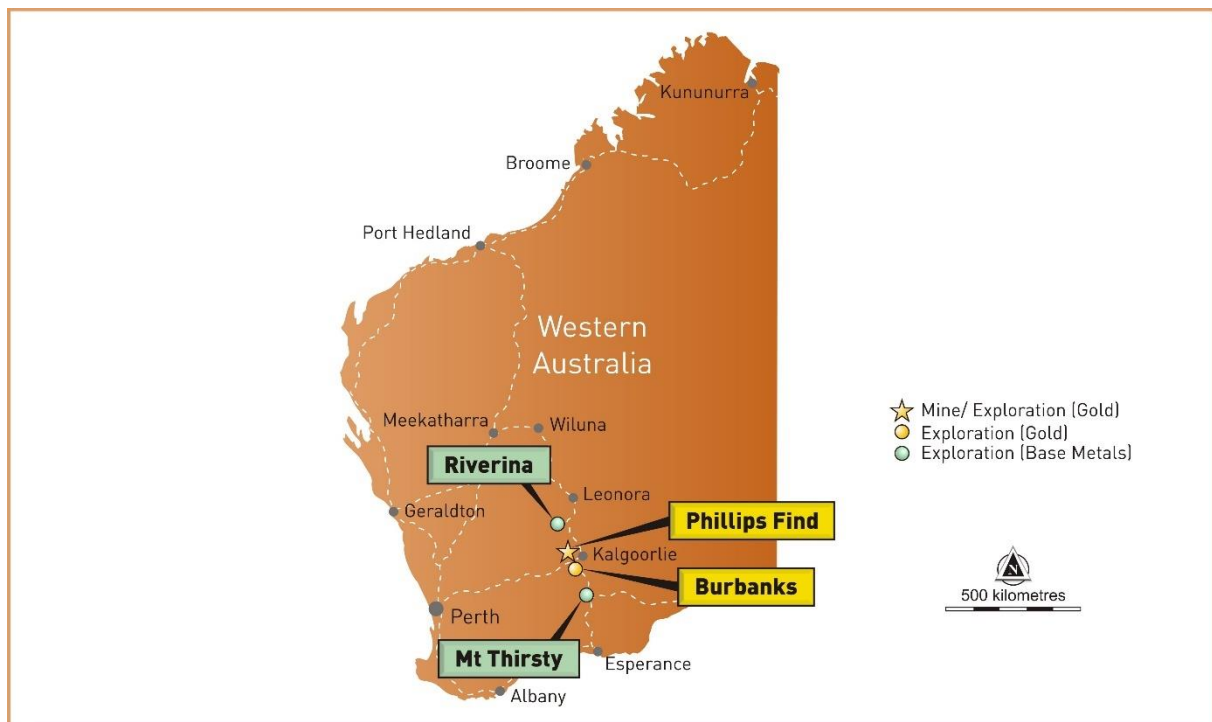 Kununurra
Broome
Port Hedland
Western
Australia
Meekatharra
Wiluna
Mine/ Exploration (Gold)
Exploration (Gold)
Exploration (Base Metals)
Riverina
Leonora
Geraldton
Phillips Find
Kalgoorlie
Burbanks
N
500 kilometres
Perth
Mt Thirsty
Esperance
Albany